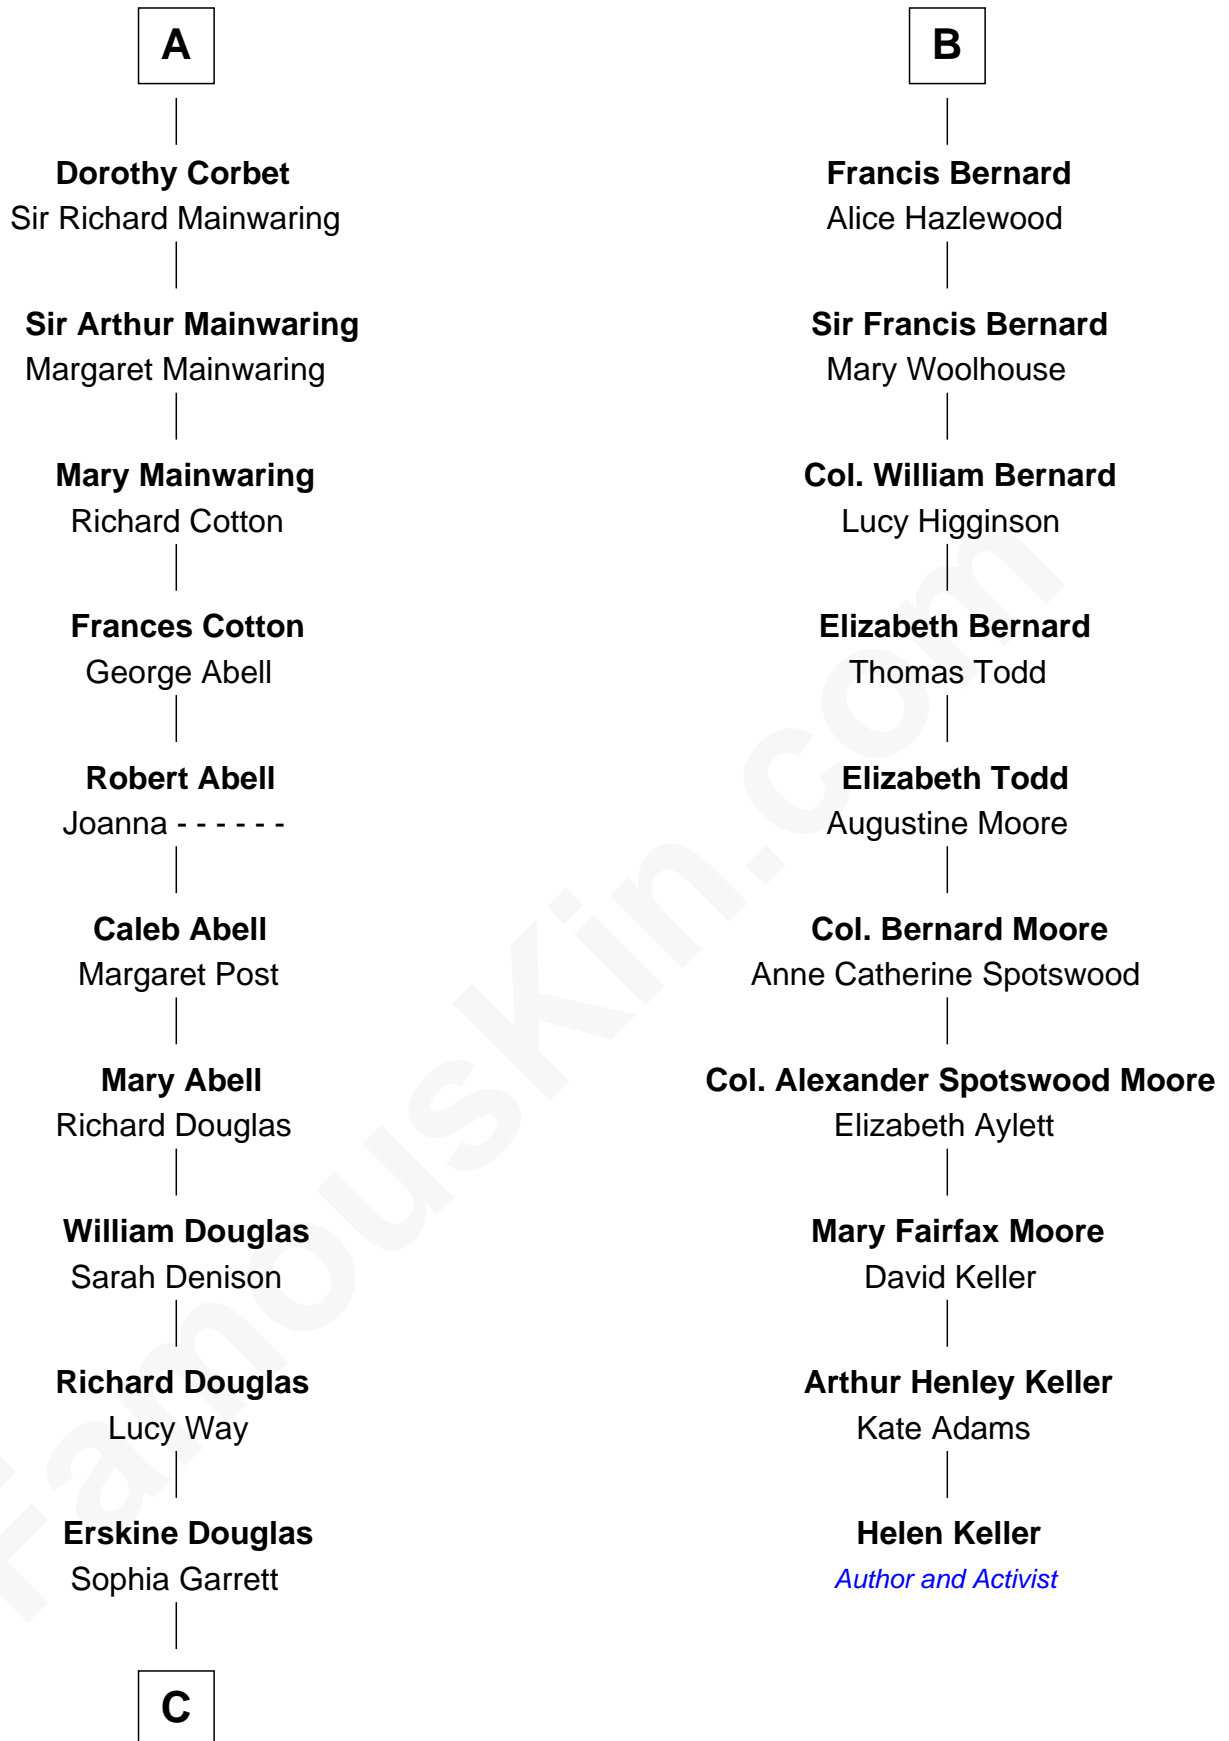 A
Dorothy Corbet
Sir Richard Mainwaring
Sir Arthur Mainwaring
Margaret Mainwaring
Mary Mainwaring
Richard Cotton
Frances Cotton
George Abell
Robert Abell
Joanna - - - - - -
Caleb Abell
Margaret Post
Mary Abell
Richard Douglas
William Douglas
Sarah Denison
Richard Douglas
Lucy Way
Erskine Douglas
Sophia Garrett
C
B
Francis Bernard
Alice Hazlewood
Sir Francis Bernard
Mary Woolhouse
Col. William Bernard
Lucy Higginson
Elizabeth Bernard
Thomas Todd
Elizabeth Todd
Augustine Moore
Col. Bernard Moore
Anne Catherine Spotswood
Col. Alexander Spotswood Moore
Elizabeth Aylett
Mary Fairfax Moore
David Keller
Arthur Henley Keller
Kate Adams
Helen Keller
Author and Activist
FamousKin.com